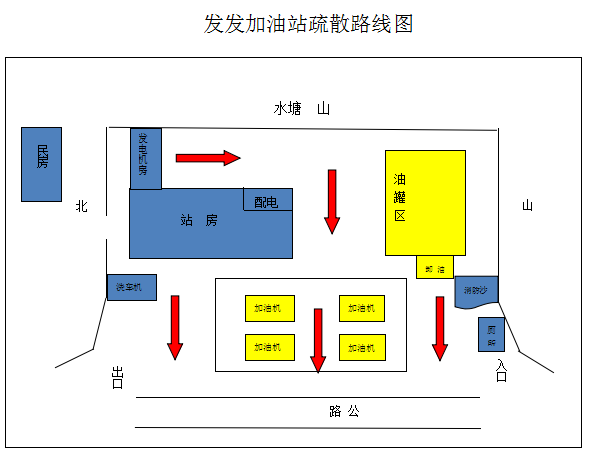 发发加油站疏散路线图
水塘 山
民房
发电机房
油罐区
北
配电
站 房
山
卸 油
洗车机
消防沙
加油机
加油机
加油机
加油机
厕所
出口
入口
路 公